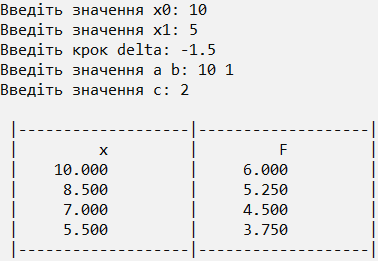 Введіть значення x0: 10
Введіть значення x1: 5
Введіть крок delta: -1.5
Введіть значення a b: 10 1
Введіть значення c: 2
|-------------------|-------------------|
|         x         |         F         |
|    10.000         |     6.000         |
|     8.500         |     5.250         |
|     7.000         |     4.500         |
|     5.500         |     3.750         |
|-------------------|-------------------|